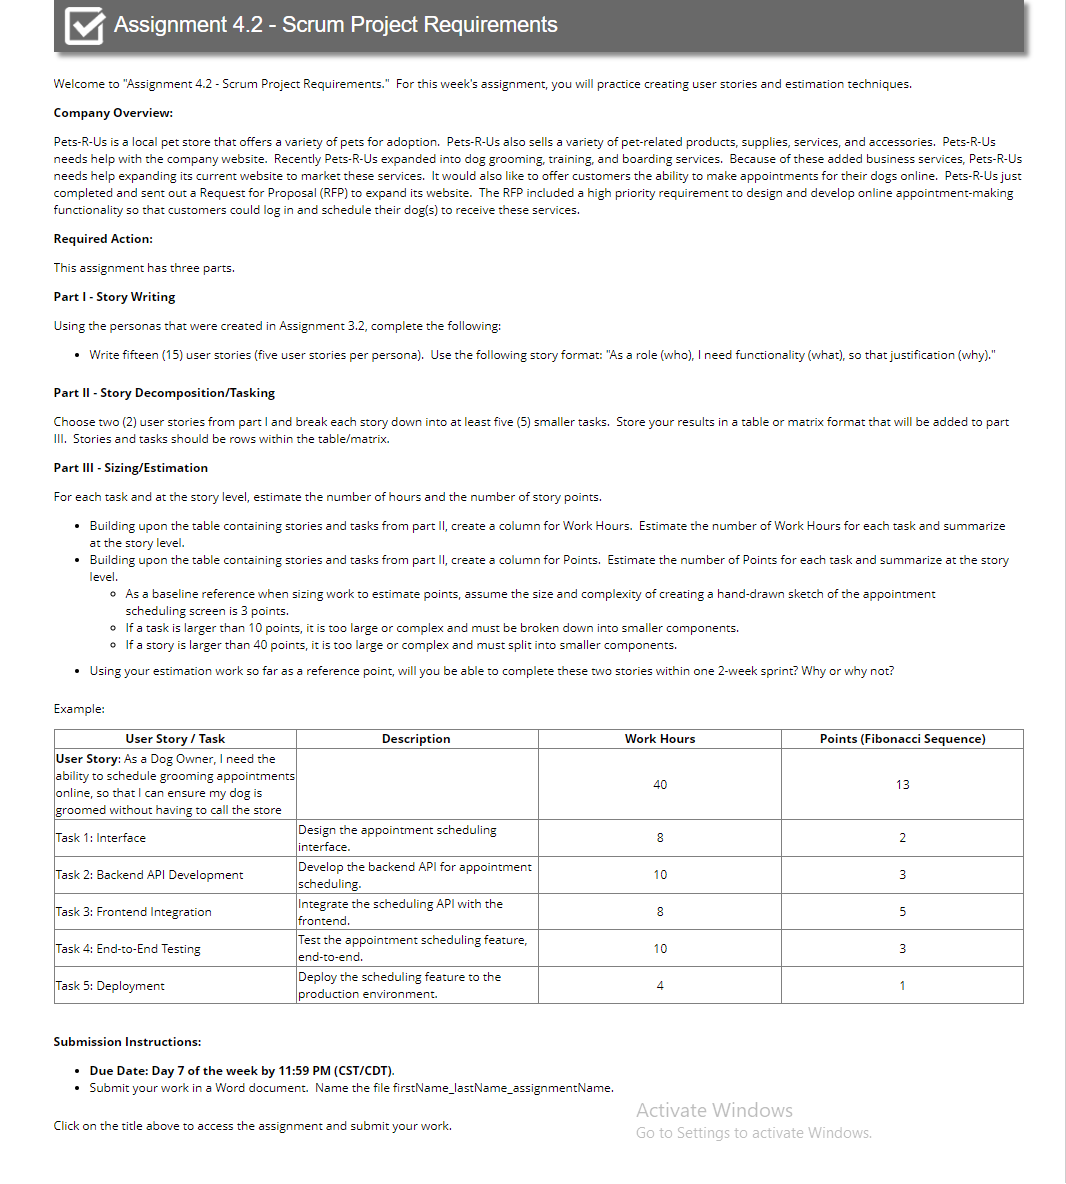 Assignment 4.2 - Scrum Project Requirements
Welcome to "Assignment 4.2 - Scrum Project Requirements."  For this week's assignment, you will practice creating user stories and estimation techniques.
Company Overview:
Pets-R-Us is a local pet store that offers a variety of pets for adoption.  Pets-R-Us also sells a variety of pet-related products, supplies, services, and accessories.  Pets-R-Us
needs help with the company website.  Recently Pets-R-Us expanded into dog grooming, training, and boarding services.  Because of these added business services, Pets-R-Us
needs help expanding its current website to market these services.  It would also like to offer customers the ability to make appointments for their dogs online.  Pets-R-Us just
completed and sent out a Request for Proposal (RFP) to expand its website.  The RFP included a high priority requirement to design and develop online appointment-making
functionality so that customers could log in and schedule their dog(s) to receive these services.
Required Action:
This assignment has three parts.
Part I - Story Writing
Using the personas that were created in Assignment 3.2, complete the following:
• Write fifteen (15) user stories (five user stories per persona).  Use the following story format: "As a role (who), I need functionality (what), so that justification (why)."
Part II - Story Decomposition/Tasking
Choose two (2) user stories from part I and break each story down into at least five (5) smaller tasks.  Store your results in a table or matrix format that will be added to part
III.  Stories and tasks should be rows within the table/matrix.
Part III - Sizing/Estimation
For each task and at the story level, estimate the number of hours and the number of story points.
• Building upon the table containing stories and tasks from part II, create a column for Work Hours.  Estimate the number of Work Hours for each task and summarize
at the story level.
• Building upon the table containing stories and tasks from part II, create a column for Points.  Estimate the number of Points for each task and summarize at the story
level.
o As a baseline reference when sizing work to estimate points, assume the size and complexity of creating a hand-drawn sketch of the appointment
scheduling screen is 3 points.
o If a task is larger than 10 points, it is too large or complex and must be broken down into smaller components.
o If a story is larger than 40 points, it is too large or complex and must split into smaller components.
• Using your estimation work so far as a reference point, will you be able to complete these two stories within one 2-week sprint? Why or why not?
Example:
User Story / Task Description Work Hours Points (Fibonacci Sequence)
User Story: As a Dog Owner, I need the
ability to schedule grooming appointments
online, so that I can ensure my dog is
groomed without having to call the store
40 13
Task 1: Interface
Design the appointment scheduling
interface.
8 2
Task 2: Backend API Development
Develop the backend API for appointment
scheduling.
10 3
Task 3: Frontend Integration
Integrate the scheduling API with the
frontend.
8 5
Task 4: End-to-End Testing
Test the appointment scheduling feature,
end-to-end.
10 3
Task 5: Deployment
Deploy the scheduling feature to the
production environment.
4 1
Submission Instructions:
• Due Date: Day 7 of the week by 11:59 PM (CST/CDT).
• Submit your work in a Word document.  Name the file firstName_lastName_assignmentName.
Click on the title above to access the assignment and submit your work.
Activate Windows
Go to Settings to activate Windows.